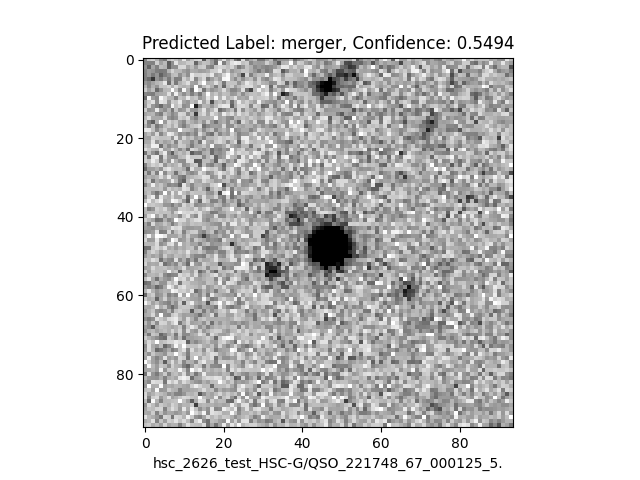 Predicted Label: merger, Confidence: 0.5494
0
20
40
60
80
0 20 40 60 80
hsc_2626_test_HSC-G/QSO_221748_67_000125_5.